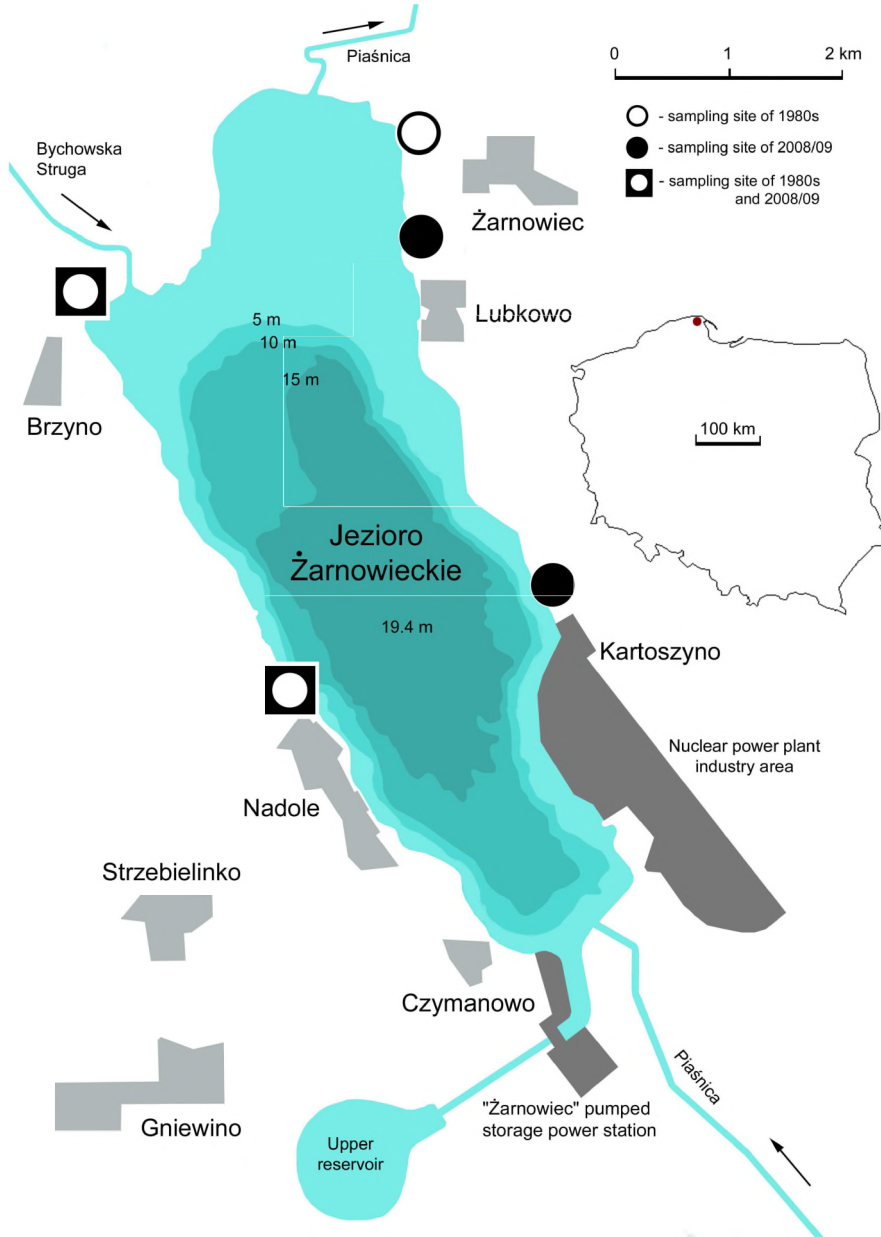 Piaśnica
0 1 2 km
- sampling site of 1980s
- sampling site of 2008/09
- sampling site of 1980s
and 2008/09
Bychowska
Struga
Żarnowiec
Lubkowo
5 m
10 m
15 m
Brzyno
100 km
Jezioro
Żarnowieckie
19.4 m
Kartoszyno
Nuclear power plant
industry area
Nadole
Strzebielinko
Czymanowo
Piaśnica
Gniewino
"Żarnowiec" pumped
storage power station
Upper
reservoir